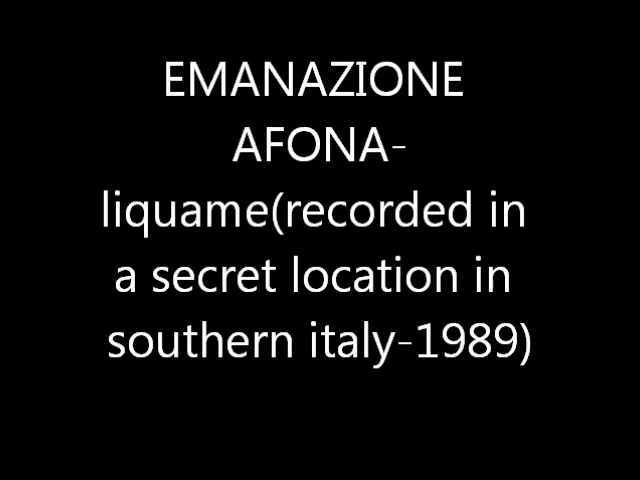 EMANAZIONE
AFONA-
liquame(recorded in
a secret location in
southern italy-1989)